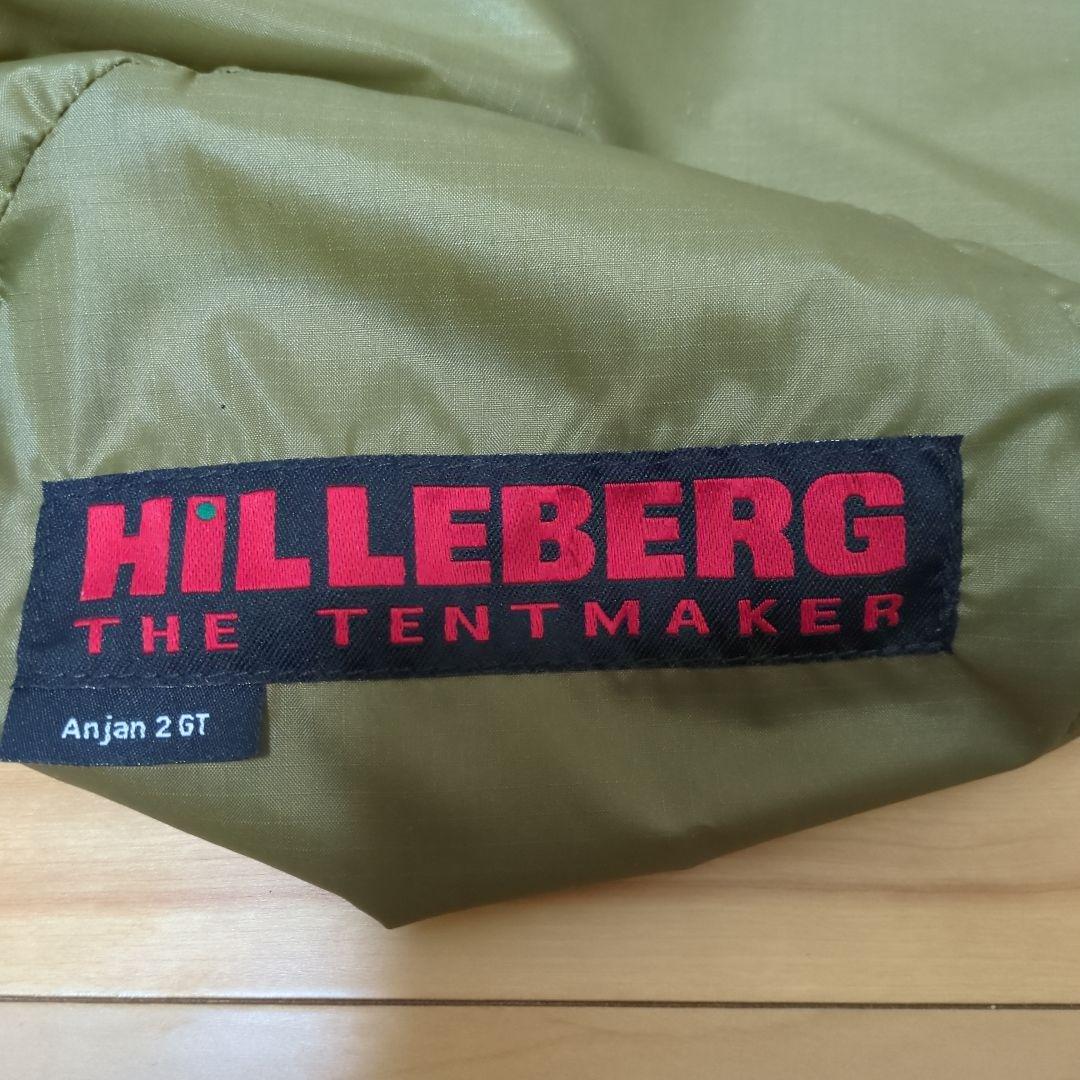 HiLLEBERG
THE TENTMAKER
Anjan 2 GT